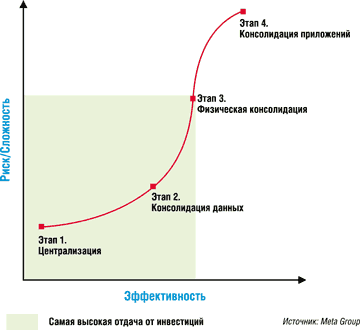 Этап 4.
Консолидация приложений
Этап 3.
Физическая консолидация
Этап 2.
Консолидация данных
Этап 1.
Централизация
Риск/Сложность
Эффективность
Самая высокая отдача от инвестиций
Источник: Meta Group